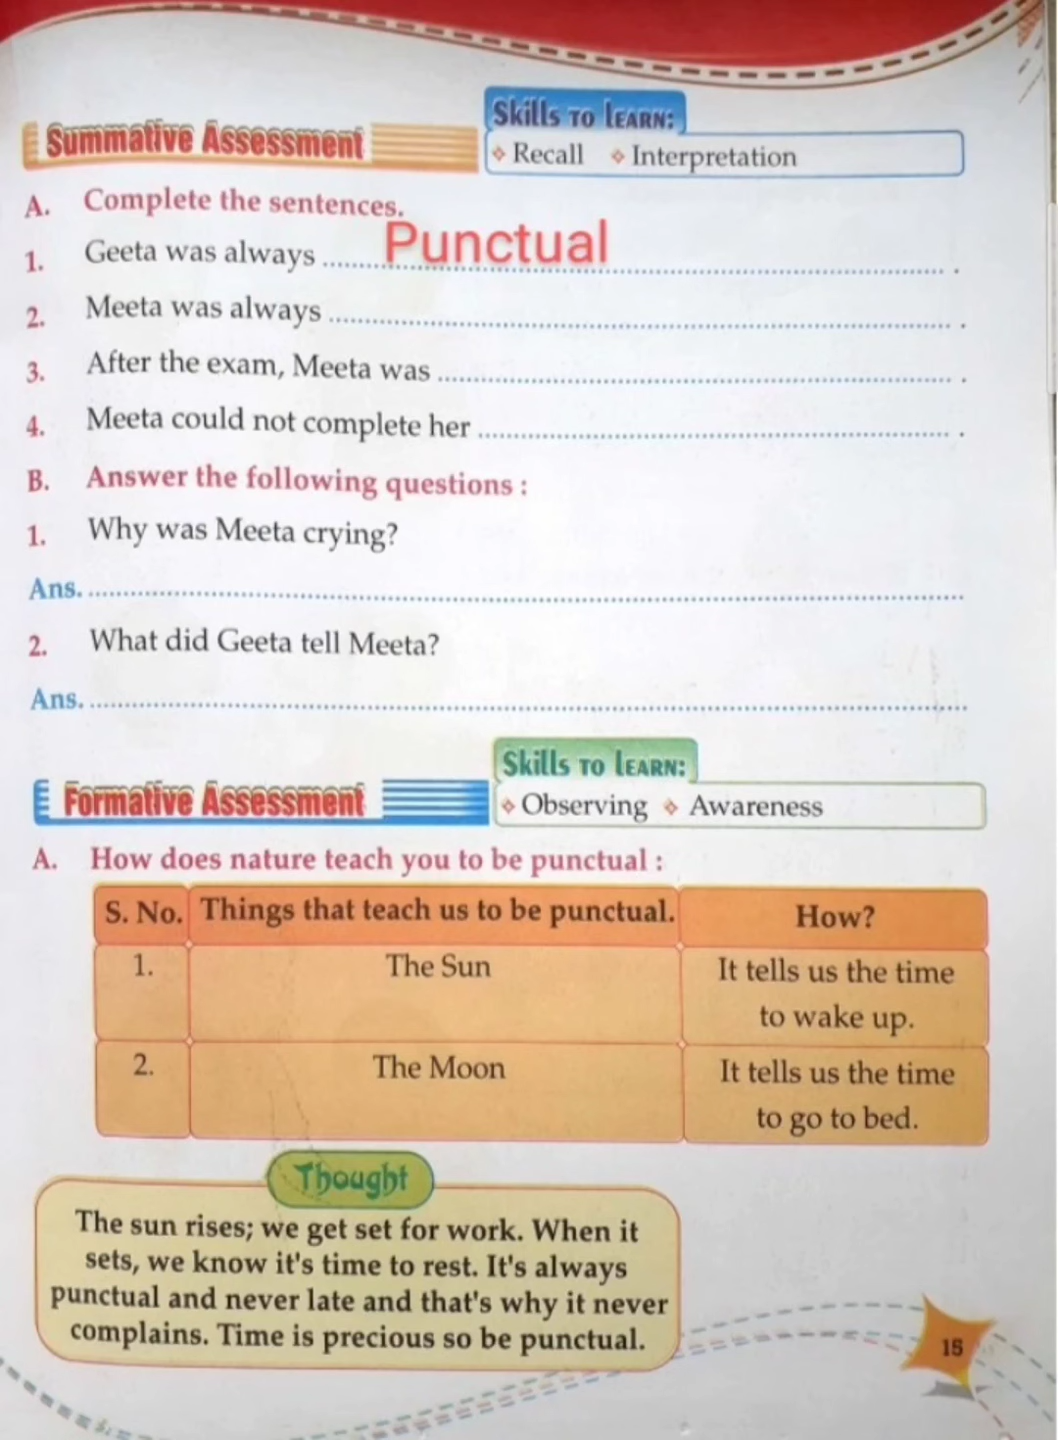 Summative Assessment
Skills to Learn:
❖ Recall ❖ Interpretation
A. Complete the sentences.
1. Geeta was always ........ Punctual ........ .
2. Meeta was always ................ .
3. After the exam, Meeta was ................ .
4. Meeta could not complete her ................ .
B. Answer the following questions :
1. Why was Meeta crying?
Ans. ................
2. What did Geeta tell Meeta?
Ans. ................
Formative Assessment
Skills to Learn:
❖ Observing ❖ Awareness
A. How does nature teach you to be punctual :
S. No. Things that teach us to be punctual. How?
1. The Sun It tells us the time
to wake up.
2. The Moon It tells us the time
to go to bed.
Thought
The sun rises; we get set for work. When it
sets, we know it's time to rest. It's always
punctual and never late and that's why it never
complains. Time is precious so be punctual.
15